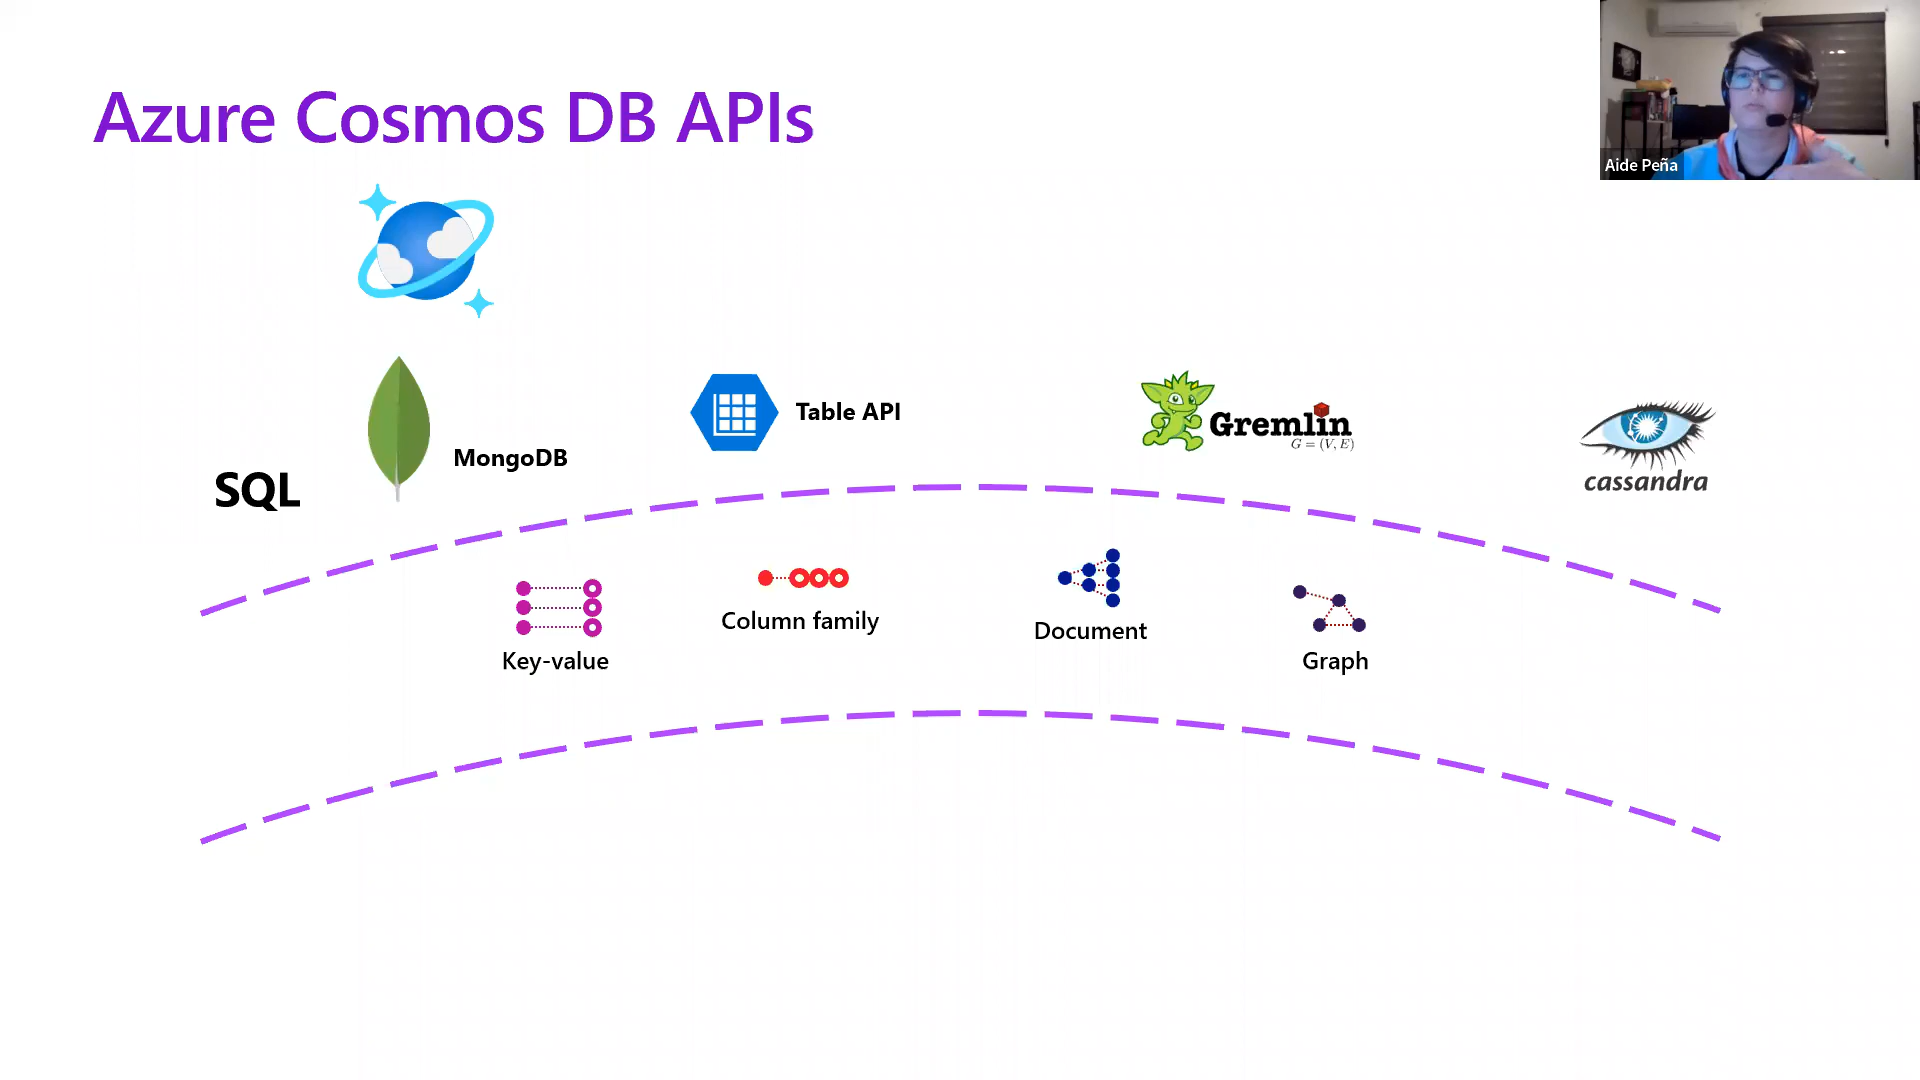 Azure Cosmos DB APIs
Aide Peña
SQL
MongoDB
Table API
Gremlin
G = (V, E)
cassandra
Key-value
Column family
Document
Graph